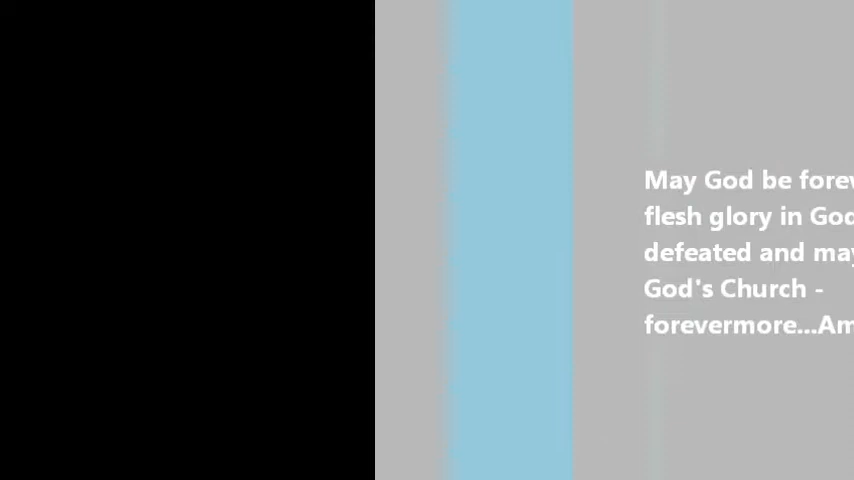 May God be forev
flesh glory in God
defeated and may
God's Church -
forevermore...Am